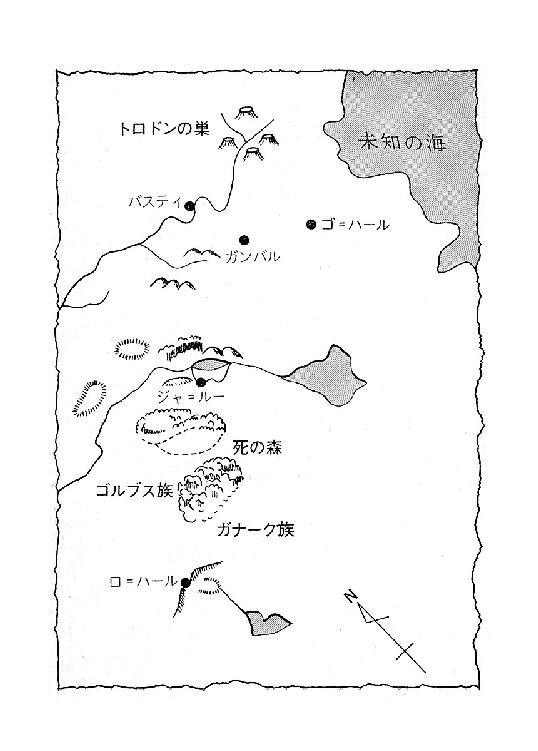 トロドンの巣
未知の海
バスティ
ゴ=ハール
ガンバル
ジャ=ルー
死の森
ゴルブス族
ガナーク族
ロ=ハール
N